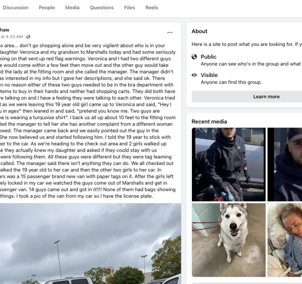 Discussion People Media Questions Files Reels
haw
at 4:33 AM ·
o area... don't go shopping alone and be very vigilant about who is in your
aughter Veronica and my grandson to Marshalls today and had some seriously
ing on that sent up red flag warnings. Veronica and I had two different guys
e would come within a few feet then move out and the other guy would take
ld the lady at the fitting room and she called the manager. The manager didn't
as interested in my info but I gave her descriptions, and she said ok. There
n no reason either of these two guys needed to be in the bra department with
ntions to buy in their hands and neither had changing carts. They could have
re talking on and I have a feeling they were talking to each other. Veronica tried
as we were leaving this 19 year old girl came up to Veronica and said, "Hey I
u in ages" then leaned in and said, "pretend you know me. Two guys are
ne is wearing a turquoise shirt". I back us all up about 10 feet to the fitting room
lled the manager to tell her she has another complaint from a different woman
owed. The manager came back and we easily pointed out the guy in the
She now believed us and started following him. I told the 19 year to stick with
er to the car. As we're heading to the check out area and 2 girls walked up
e they actually knew my daughter and asked if they could stay with us
were following them. All these guys were different but they were tag teaming
called. The manager said there isn't anything they can do. We all checked out
alked the 19 year old to her car and then the other two girls to her car. In
ers was a 15 passenger brand new van with paper tags on it. After the girls left
ely locked in my car we watched the guys come out of Marshalls and get in
senger van. 14 guys came out and got in it!!!! None of them had bags showing
things. I took a pic of the van from my car so I have the license plate.
About
Here is a site to post what you are looking for. If y
Public
Anyone can see who's in the group and what
Visible
Anyone can find this group.
Learn more
Recent media